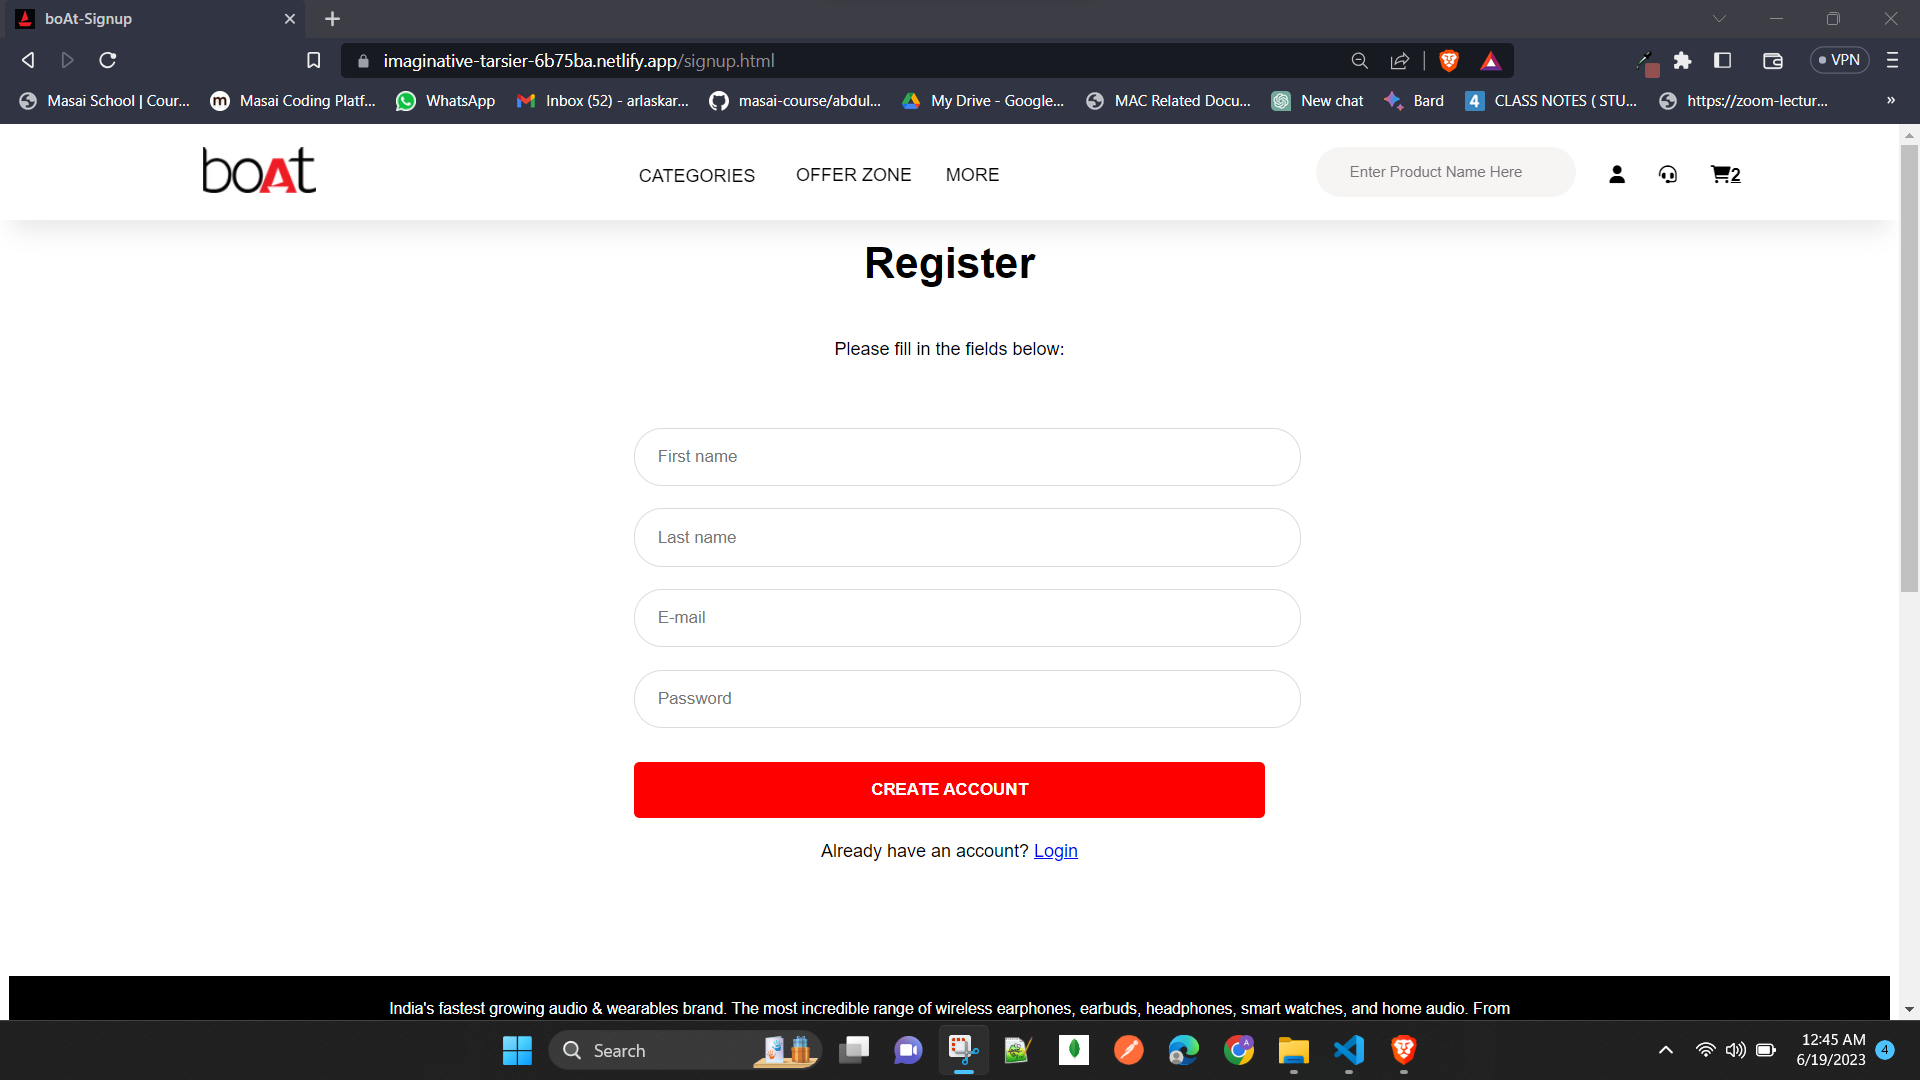 boAt-Signup
imaginative-tarsier-6b75ba.netlify.app/signup.html
VPN
Masai School | Cour... Masai Coding Platf... WhatsApp Inbox (52) - arlaskar... masai-course/abdul... My Drive - Google... MAC Related Docu... New chat Bard 4 CLASS NOTES ( STU... https://zoom-lectur... »
boAt CATEGORIES OFFER ZONE MORE Enter Product Name Here 2
Register
Please fill in the fields below:
First name
Last name
E-mail
Password
CREATE ACCOUNT
Already have an account? Login
India's fastest growing audio & wearables brand. The most incredible range of wireless earphones, earbuds, headphones, smart watches, and home audio. From
Search
12:45 AM
6/19/2023
4